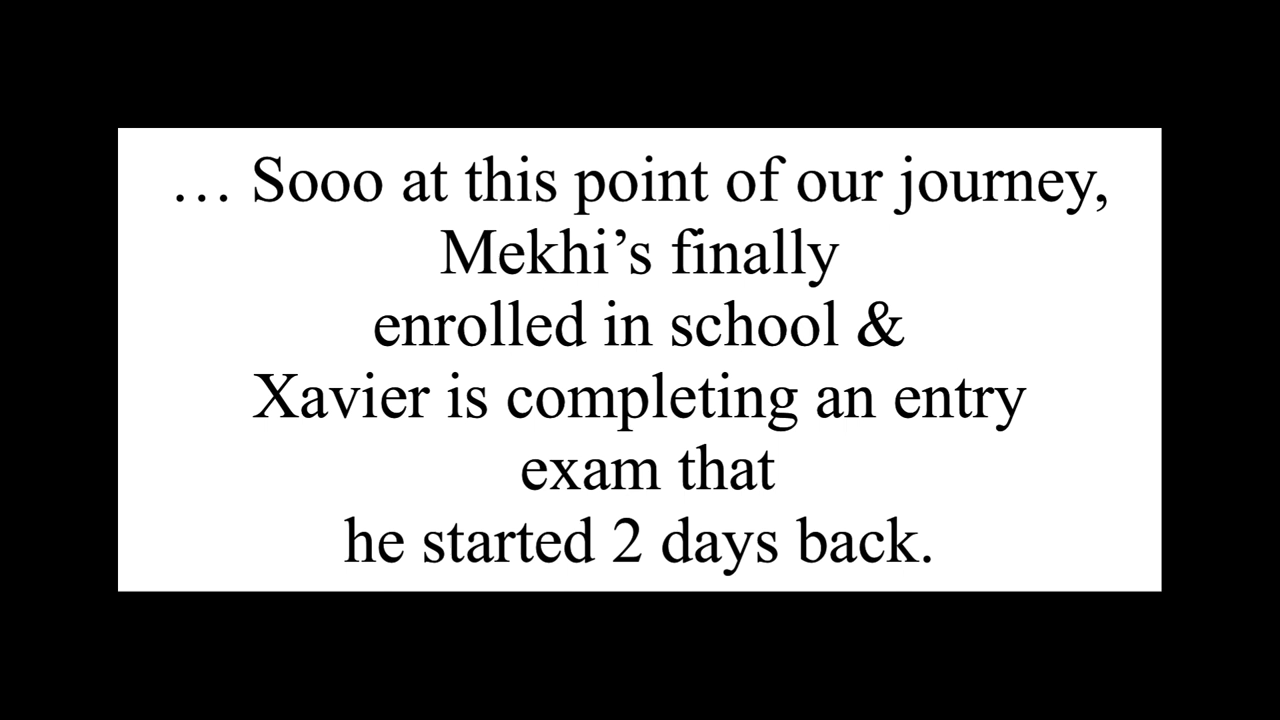 … Sooo at this point of our journey,
Mekhi’s finally
enrolled in school &
Xavier is completing an entry
exam that
he started 2 days back.